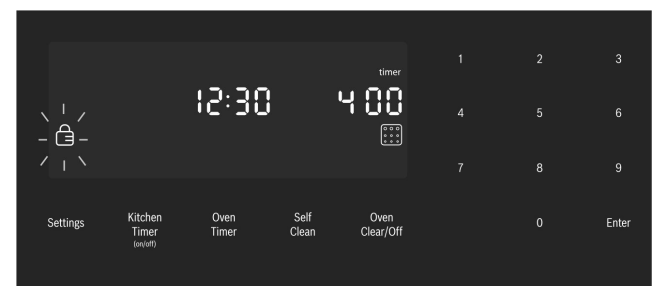 timer
12:30
4 00
1 2 3
4 5 6
7 8 9
0 Enter
Settings
Kitchen
Timer
(on/off)
Oven
Timer
Self
Clean
Oven
Clear/Off